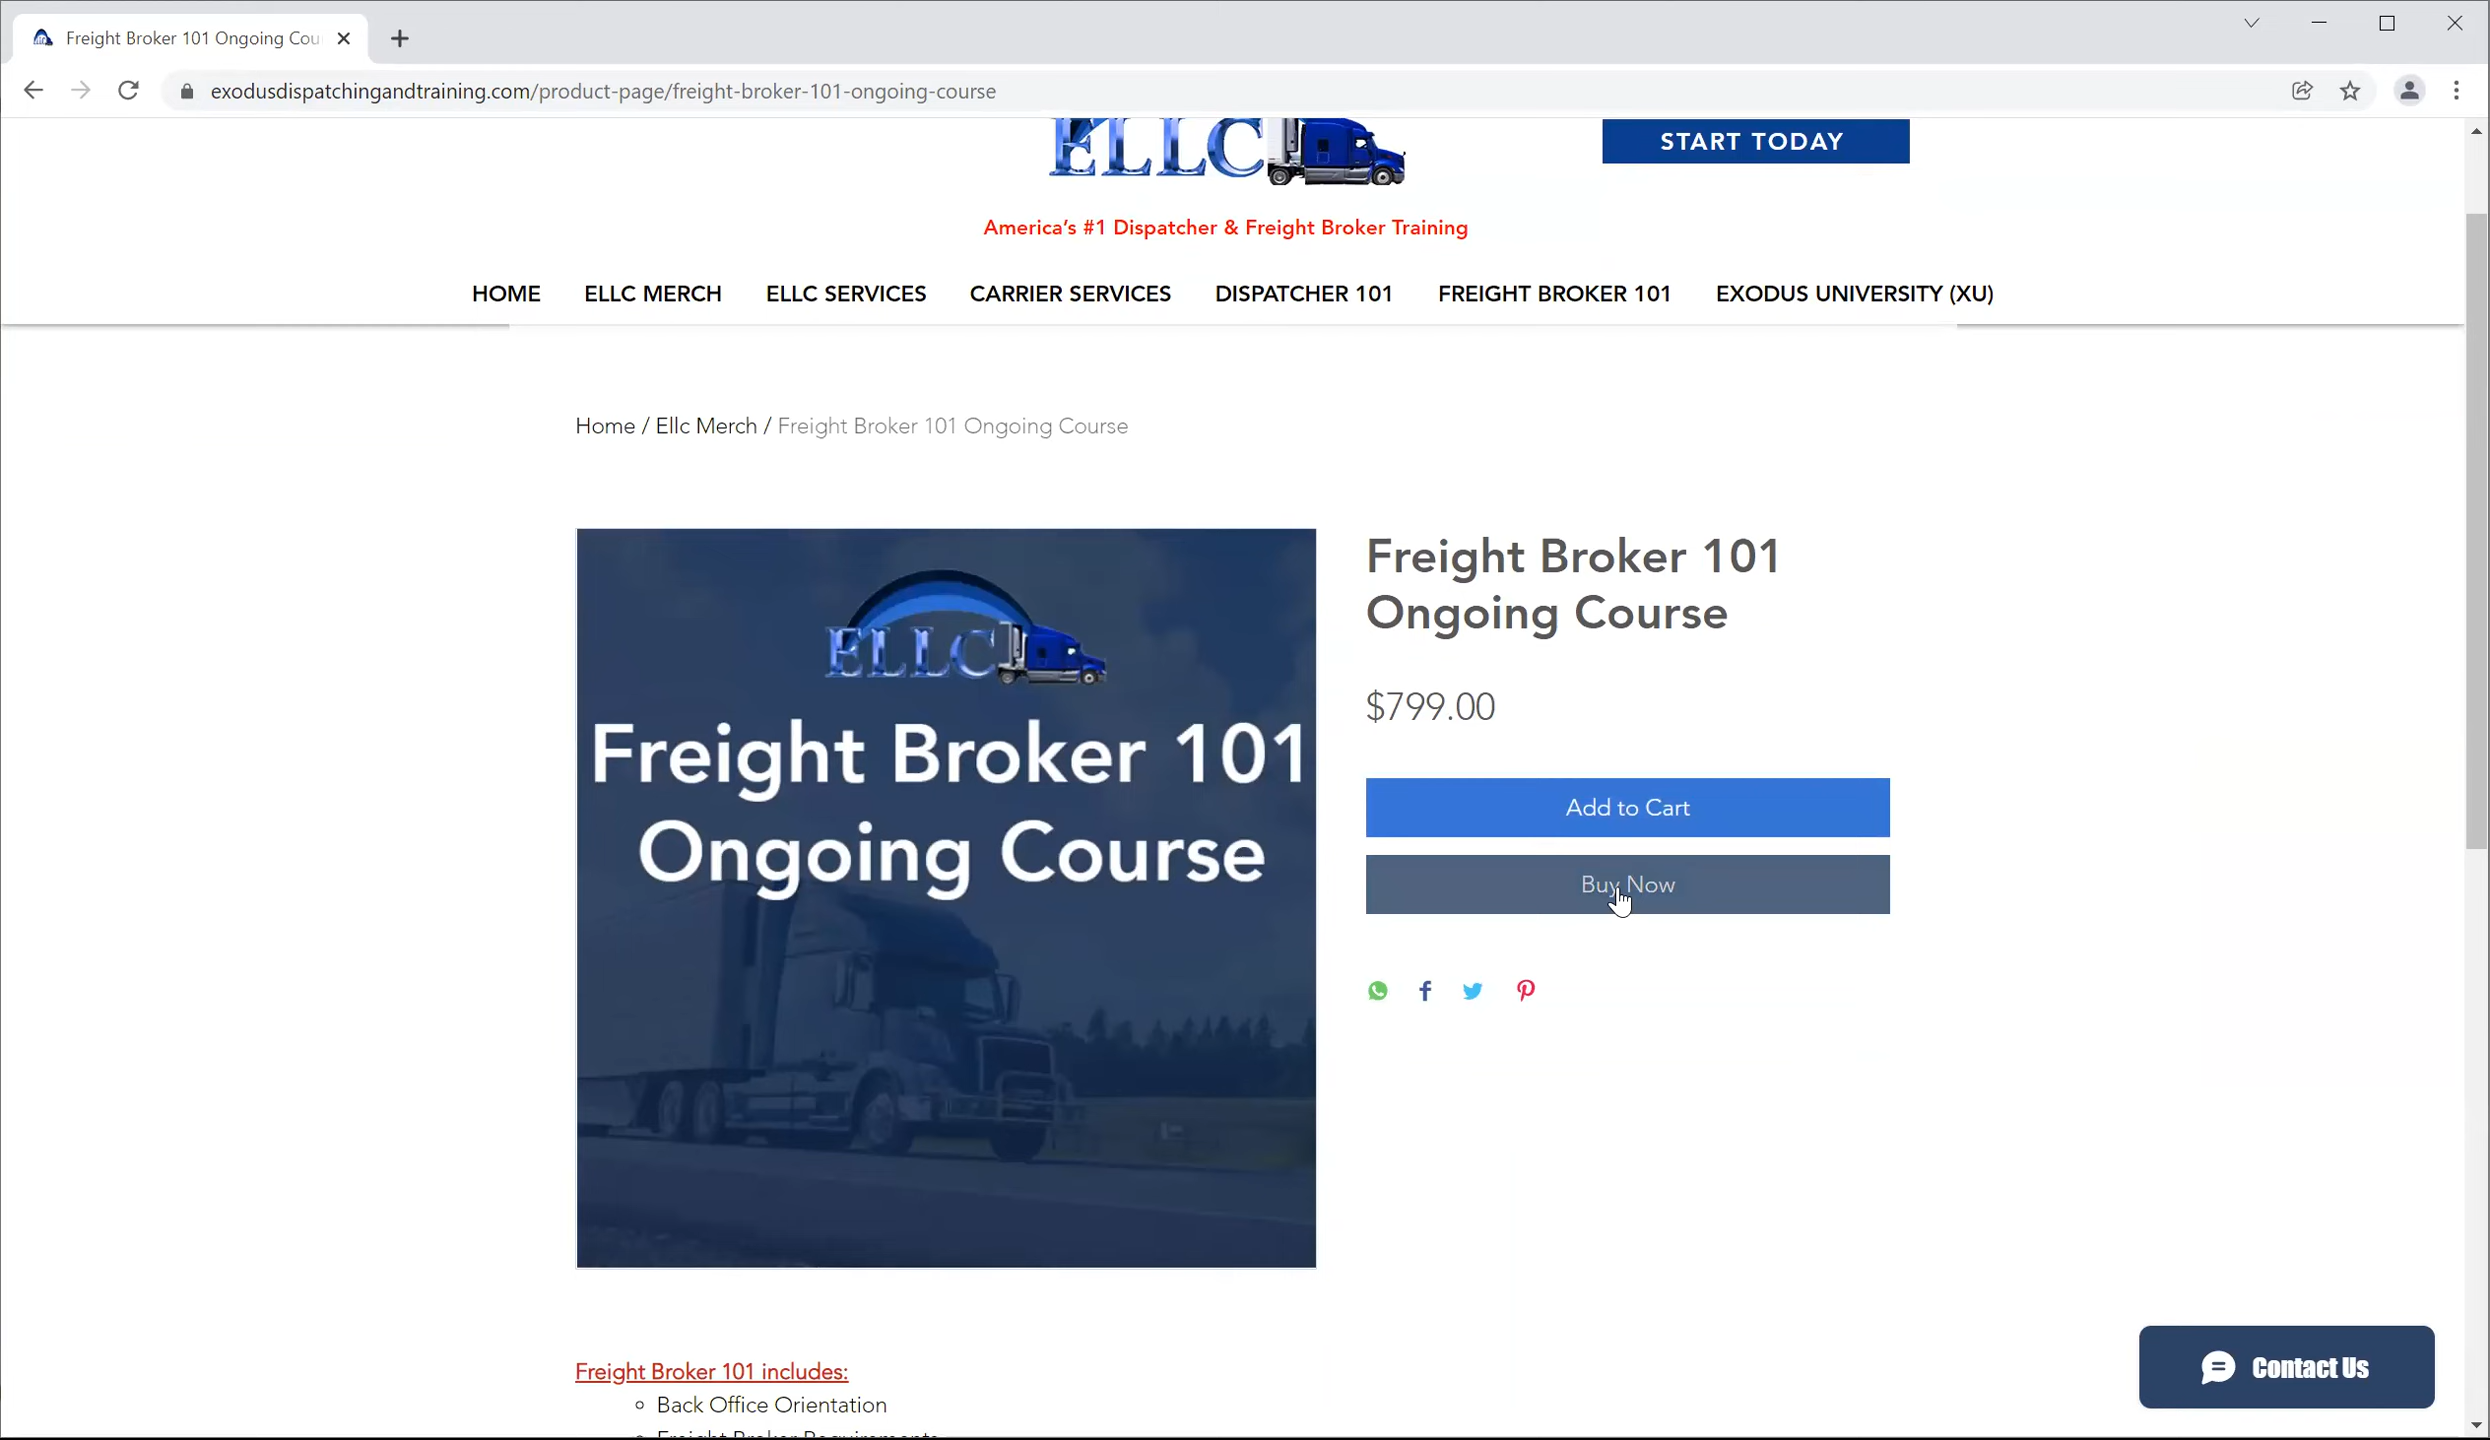 Freight Broker 101 Ongoing Cou
exodusdispatchingandtraining.com/product-page/freight-broker-101-ongoing-course
ELLC
START TODAY
America's #1 Dispatcher & Freight Broker Training
HOME ELLC MERCH ELLC SERVICES CARRIER SERVICES DISPATCHER 101 FREIGHT BROKER 101 EXODUS UNIVERSITY (XU)
Home / Ellc Merch / Freight Broker 101 Ongoing Course
ELLC
Freight Broker 101
Ongoing Course
Freight Broker 101
Ongoing Course
$799.00
Add to Cart
Buy Now
Freight Broker 101 includes:
Back Office Orientation
Freight Broker Requirements
Contact Us